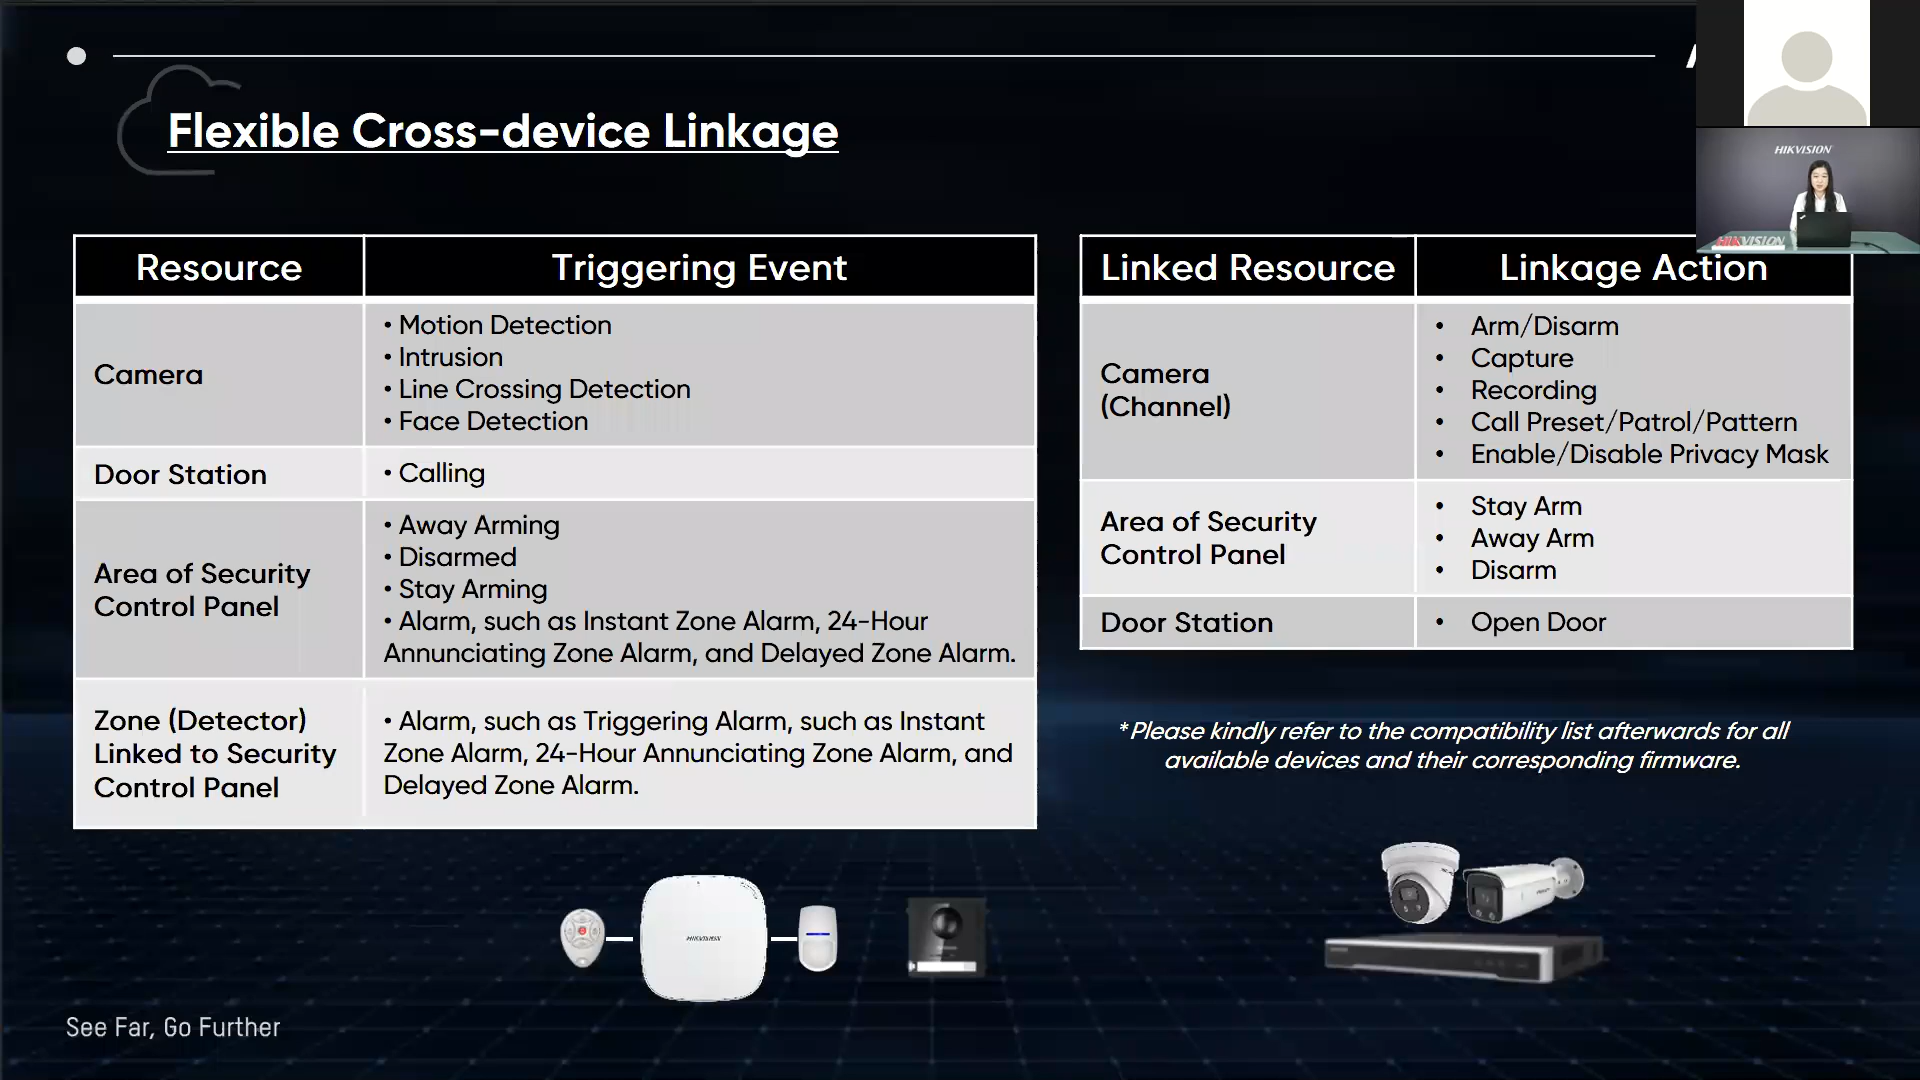 Flexible Cross-device Linkage
HIKVISION
HIKVISION
Resource
Triggering Event
Camera
• Motion Detection
• Intrusion
• Line Crossing Detection
• Face Detection
Door Station
• Calling
Area of Security
Control Panel
• Away Arming
• Disarmed
• Stay Arming
• Alarm, such as Instant Zone Alarm, 24-Hour
Annunciating Zone Alarm, and Delayed Zone Alarm.
Zone (Detector)
Linked to Security
Control Panel
• Alarm, such as Triggering Alarm, such as Instant
Zone Alarm, 24-Hour Annunciating Zone Alarm, and
Delayed Zone Alarm.
Linked Resource
Linkage Action
Camera
(Channel)
• Arm/Disarm
• Capture
• Recording
• Call Preset/Patrol/Pattern
• Enable/Disable Privacy Mask
Area of Security
Control Panel
• Stay Arm
• Away Arm
• Disarm
Door Station
• Open Door
*Please kindly refer to the compatibility list afterwards for all
available devices and their corresponding firmware.
HIKVISION
See Far, Go Further